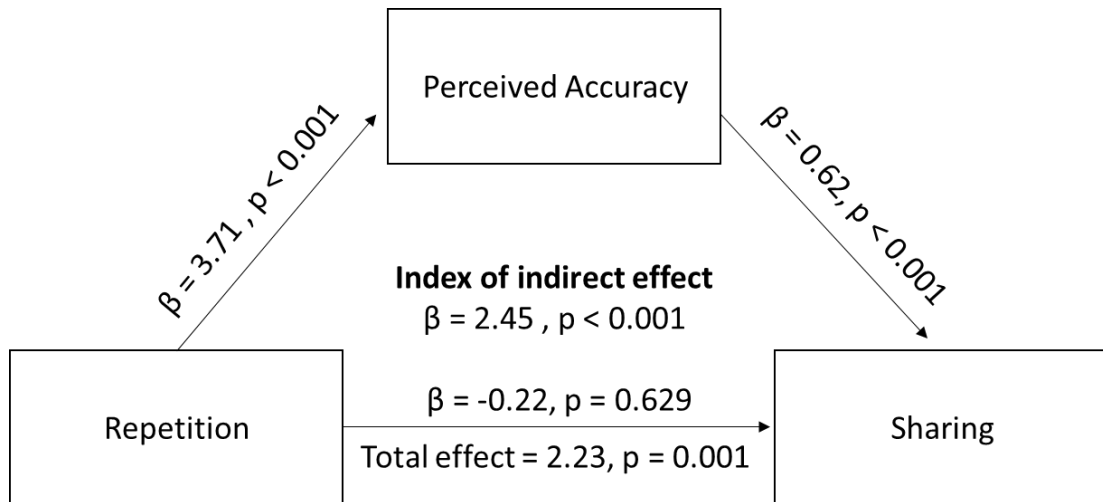 Perceived Accuracy
β = 3.71 , p < 0.001
β = 0.62, p < 0.001
Index of indirect effect
β = 2.45 , p < 0.001
Repetition
β = -0.22, p = 0.629
Total effect = 2.23, p = 0.001
Sharing